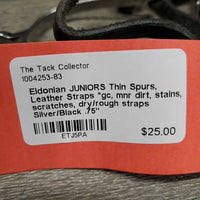 The Tack Collector
1004253-83
Eldonian JUNIORS Thin Spurs,
Leather Straps *gc, mnr dirt, stains,
scratches, dry/rough straps
Silver/Black .75"
ETJ5PA
$25.00